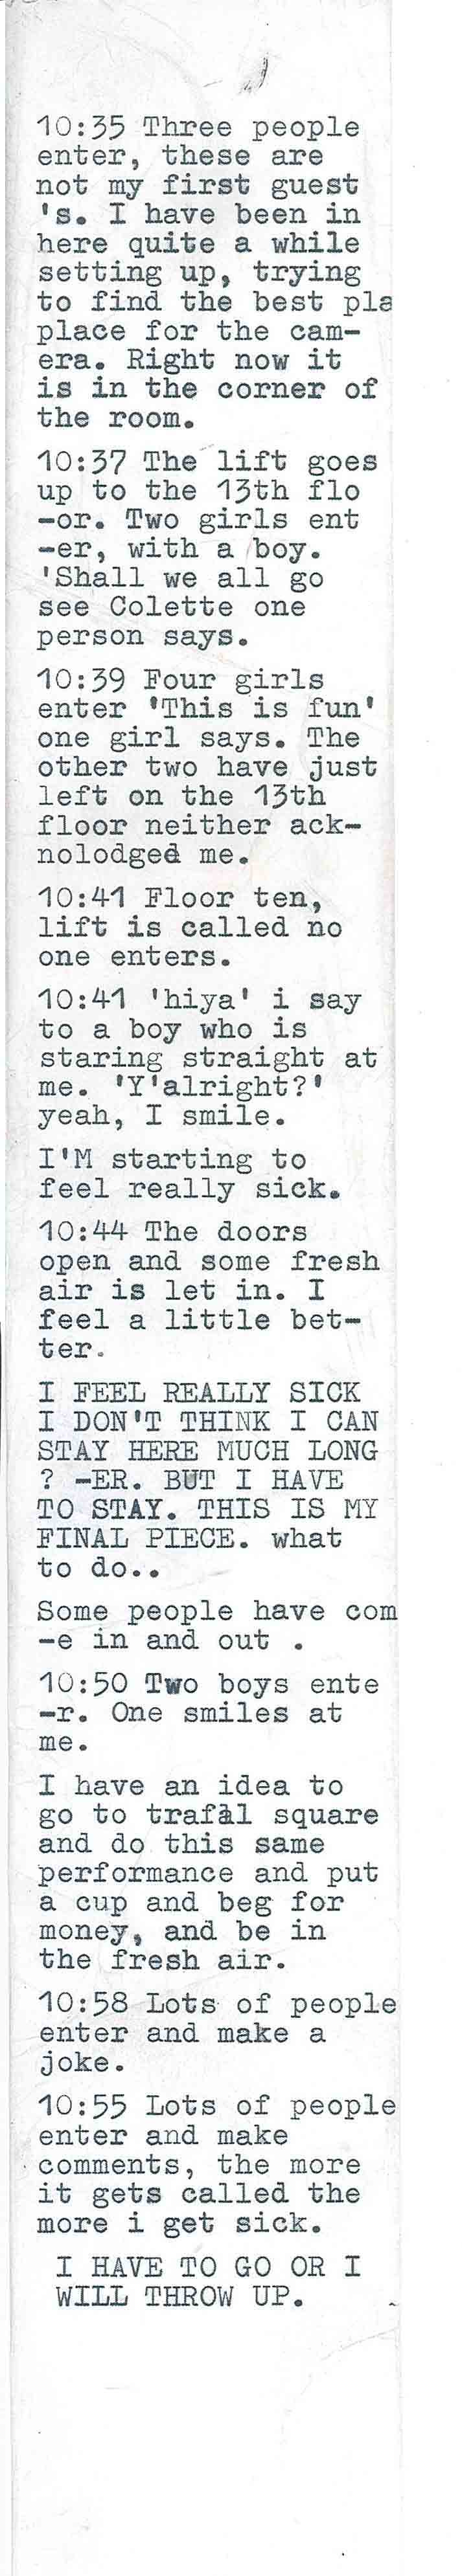 10:35 Three people
enter, these are
not my first guest
's. I have been in
here quite a while
setting up, trying
to find the best pla
place for the cam-
era. Right now it
is in the corner of
the room.
10:37 The lift goes
up to the 13th flo
-or. Two girls ent
-er, with a boy.
'Shall we all go
see Colette one
person says.
10:39 Four girls
enter 'This is fun'
one girl says. The
other two have just
left on the 13th
floor neither ack-
nolodged me.
10:41 Floor ten,
lift is called no
one enters.
10:41 'hiya' i say
to a boy who is
staring straight at
me. 'Y'alright?'
yeah, I smile.
I'M starting to
feel really sick.
10:44 The doors
open and some fresh
air is let in. I
feel a little bet-
ter.
I FEEL REALLY SICK
I DON'T THINK I CAN
STAY HERE MUCH LONG
? -ER. BUT I HAVE
TO STAY. THIS IS MY
FINAL PIECE. what
to do..
Some people have com
-e in and out .
10:50 Two boys ente
-r. One smiles at
me.
I have an idea to
go to trafal square
and do this same
performance and put
a cup and beg for
money, and be in
the fresh air.
10:58 Lots of people
enter and make a
joke.
10:55 Lots of people
enter and make
comments, the more
it gets called the
more i get sick.
I HAVE TO GO OR I
WILL THROW UP.